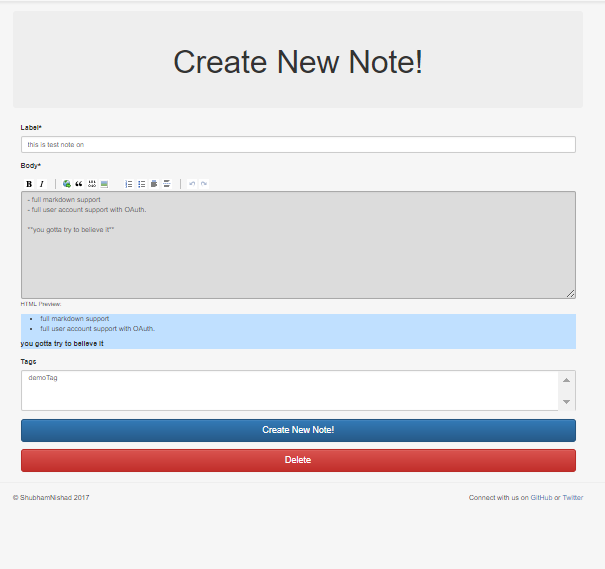 Create New Note!
Label*
this is test note on
Body*
B I
- full markdown support
- full user account support with OAuth.
**you gotta try to believe it**
HTML Preview:
• full markdown support
• full user account support with OAuth.
you gotta try to believe it
Tags
demoTag
Create New Note!
Delete
© ShubhamNishad 2017
Connect with us on GitHub or Twitter